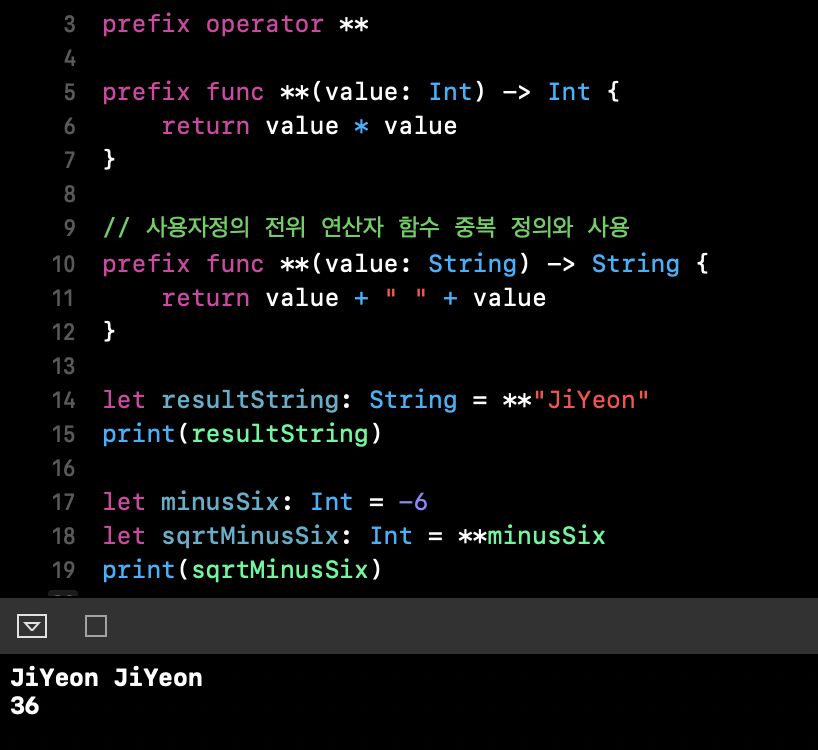 3 prefix operator **
4
5 prefix func **(value: Int) -> Int {
6     return value * value
7 }
8
9 // 사용자정의 전위 연산자 함수 중복 정의와 사용
10 prefix func **(value: String) -> String {
11     return value + " " + value
12 }
13
14 let resultString: String = **"JiYeon"
15 print(resultString)
16
17 let minusSix: Int = -6
18 let sqrtMinusSix: Int = **minusSix
19 print(sqrtMinusSix)
JiYeon JiYeon
36